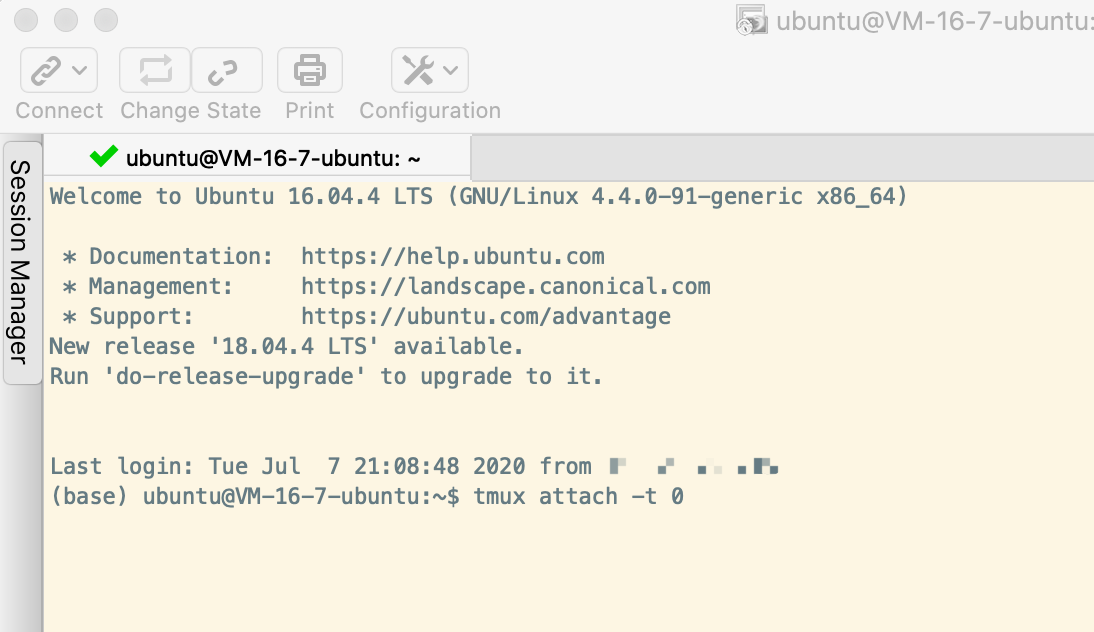 ubuntu@VM-16-7-ubuntu:
Connect Change State Print Configuration
Session Manager
ubuntu@VM-16-7-ubuntu: ~
Welcome to Ubuntu 16.04.4 LTS (GNU/Linux 4.4.0-91-generic x86_64)
* Documentation:  https://help.ubuntu.com
* Management:     https://landscape.canonical.com
* Support:        https://ubuntu.com/advantage
New release '18.04.4 LTS' available.
Run 'do-release-upgrade' to upgrade to it.
Last login: Tue Jul  7 21:08:48 2020 from
(base) ubuntu@VM-16-7-ubuntu:~$ tmux attach -t 0